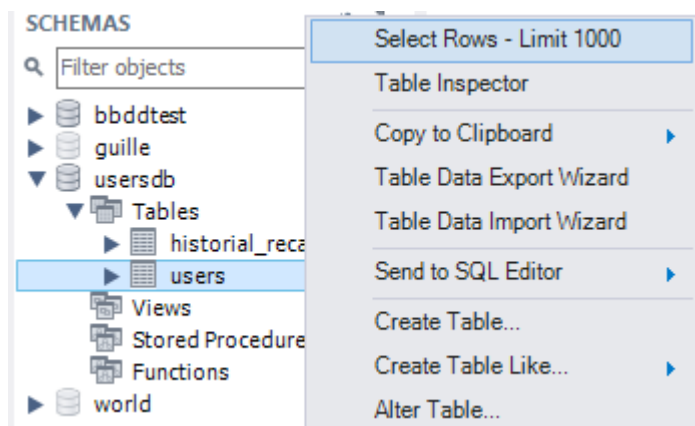 SCHEMAS
Filter objects
bbddtest
guille
usersdb
Tables
historial_reca
users
Views
Stored Procedure
Functions
world
Select Rows - Limit 1000
Table Inspector
Copy to Clipboard
Table Data Export Wizard
Table Data Import Wizard
Send to SQL Editor
Create Table...
Create Table Like...
Alter Table...